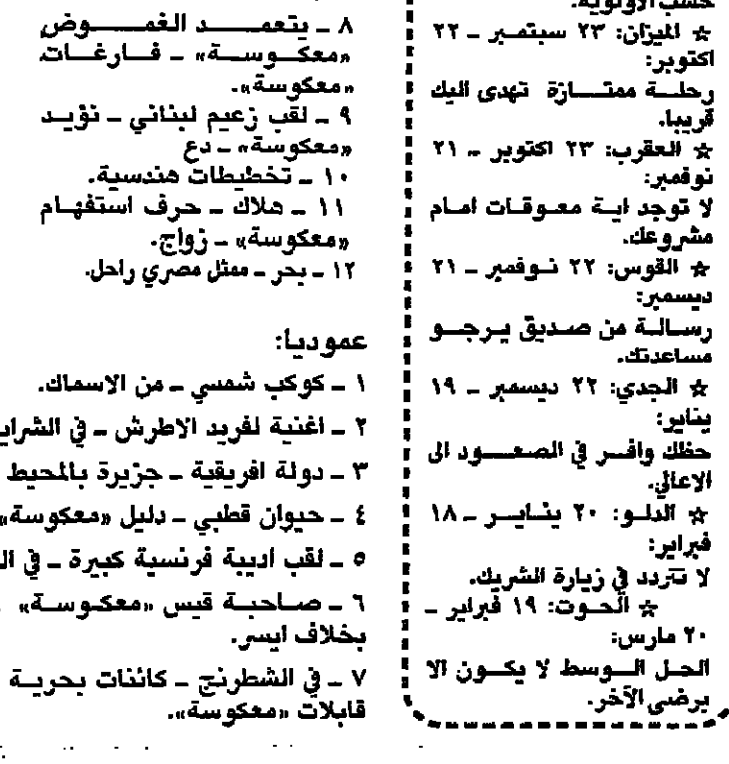 حسب الاولوية.
☆ الميزان: ٢٣ سبتمبر ـ ٢٢
اكتوبر:
رحلة ممتازة تهدى اليك
قريبا.
☆ العقرب: ٢٣ اكتوبر ـ ٢١
نوفمبر:
لا توجد اية معوقات امام
مشروعك.
☆ القوس: ٢٢ نوفمبر ـ ٢١
ديسمبر:
رسالة من صديق يرجو
مساعدتك.
☆ الجدي: ٢٢ ديسمبر ـ ١٩
يناير:
حظك وافر في الصعود الى
الاعالي.
☆ الدلو: ٢٠ يناير ـ ١٨
فبراير:
لا تتردد في زيارة الشريك.
☆ الحوت: ١٩ فبراير ـ
٢٠ مارس:
الحل الوسط لا يكون الا
برضى الآخر.
٨ ـ يتعمد الغموض
«معكوسة» ـ فارغات
«معكوسة».
٩ ـ لقب زعيم لبناني ـ نؤيد
«معكوسة» ـ دع
١٠ ـ تخطيطات هندسية.
١١ ـ هلاك ـ حرف استفهام
«معكوسة» ـ زواج.
١٢ ـ بحر ـ ممثل مصري راحل.
عموديا:
١ ـ كوكب شمسي ـ من الاسماك.
٢ ـ اغنية لفريد الاطرش ـ في
٣ ـ دولة افريقية ـ جزيرة بالمحيط
٤ ـ حيوان قطبي ـ دليل «معكوسة»
٥ ـ لقب اديبة فرنسية كبيرة ـ في
٦ ـ صاحبة قيس «معكوسة»
بخلاف ايسر.
٧ ـ في الشطرنج ـ كائنات بحرية
قابلات «معكوسة».